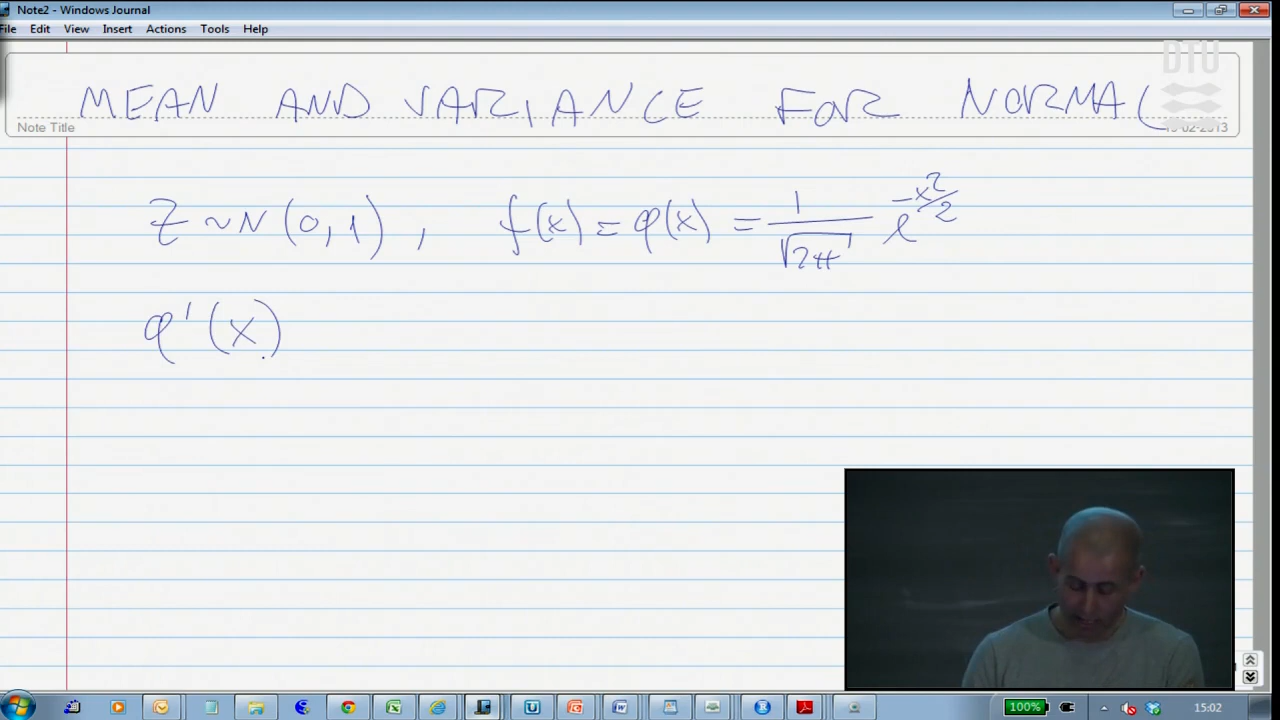 Note2 - Windows Journal
File Edit View Insert Actions Tools Help
DTU
MEAN AND VARIANCE FOR NORMAL
Note Title
Z ~ N (0, 1) , f(x) = φ(x) = 1/√2π e^(-x²/2)
φ'(x)
100% 15:02